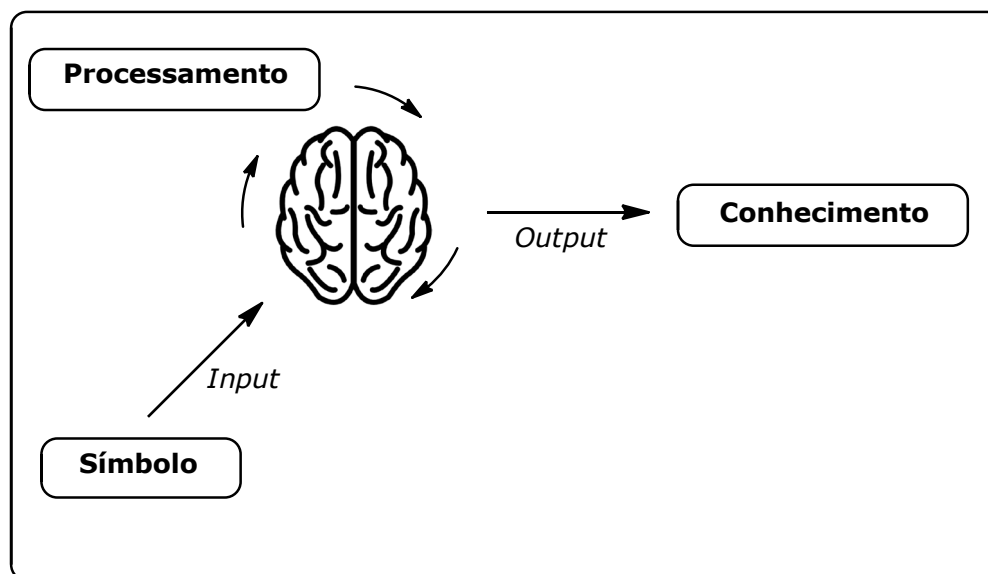 Processamento
Conhecimento
Output
Input
Símbolo